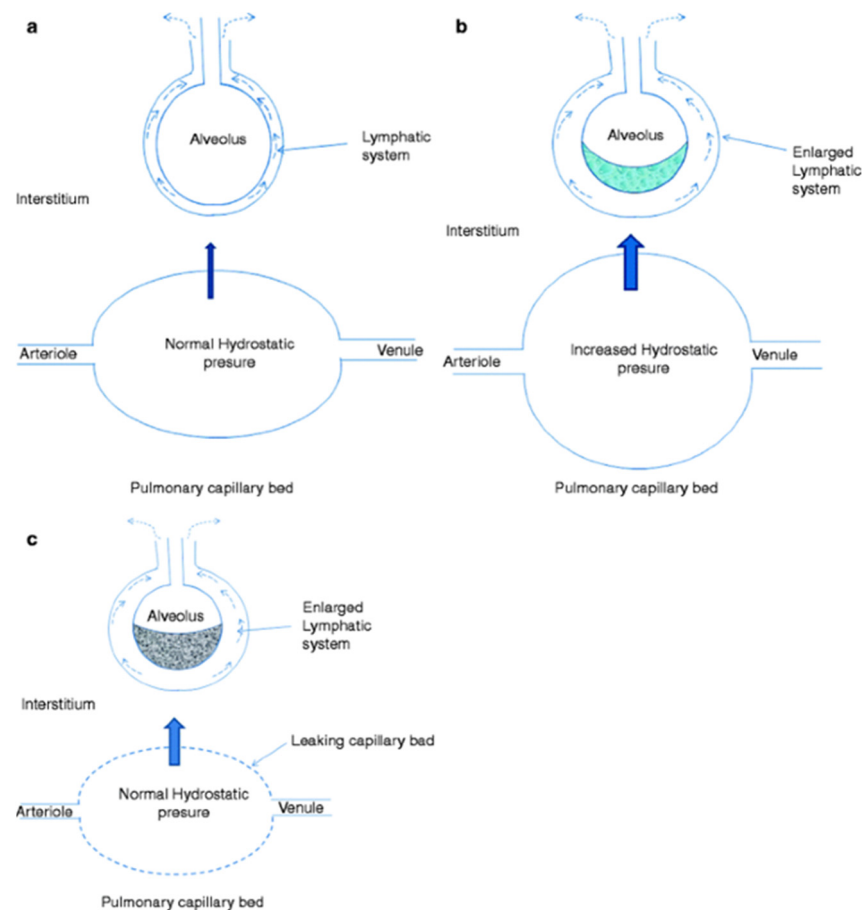 a
Alveolus
Lymphatic
system
Interstitium
Arteriole
Normal Hydrostatic
presure
Venule
Pulmonary capillary bed
b
Alveolus
Enlarged
Lymphatic
system
Interstitium
Arteriole
Increased Hydrostatic
presure
Venule
Pulmonary capillary bed
c
Alveolus
Enlarged
Lymphatic
system
Interstitium
Leaking capillary bad
Arteriole
Normal Hydrostatic
presure
Venule
Pulmonary capillary bed